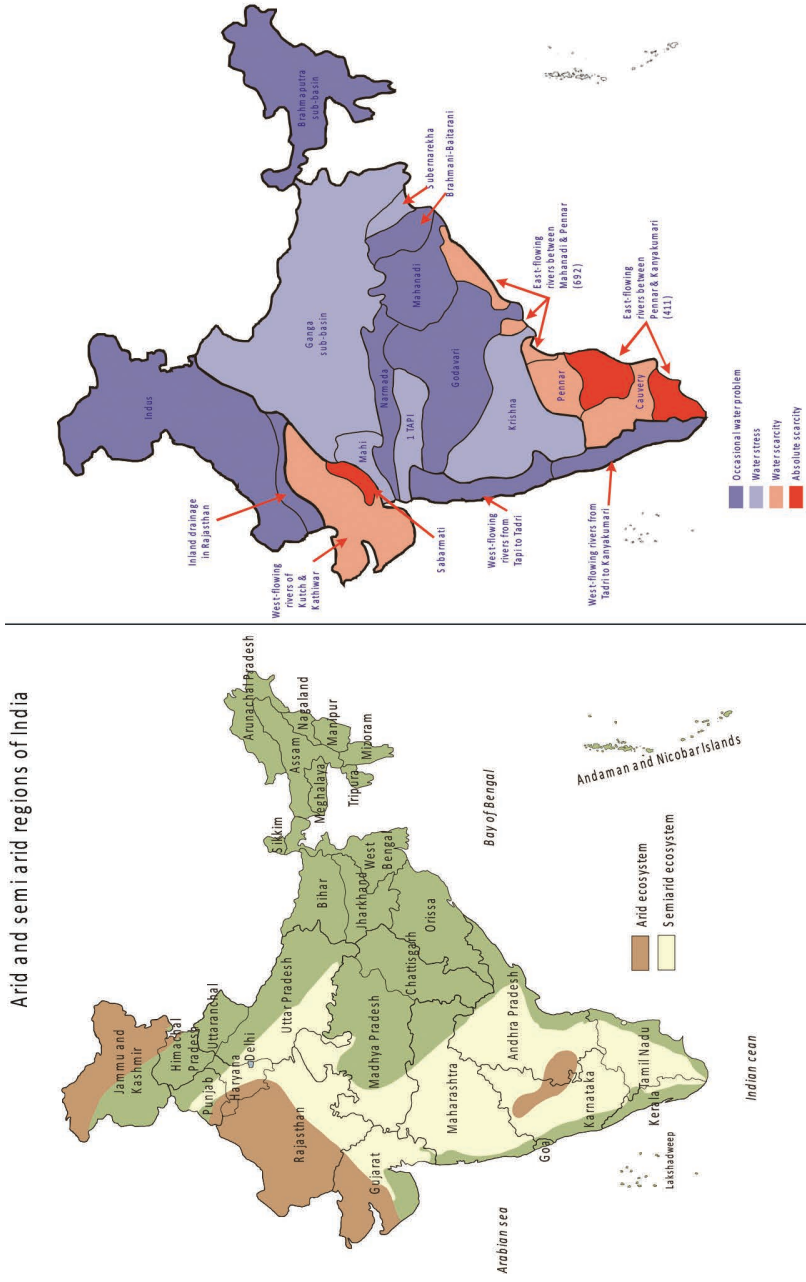 Arid and semi arid regions of India
Jammu and
Kashmir
Himachal
Pradesh
Punjab
Uttaranchal
Haryana
Delhi
Rajasthan
Uttar Pradesh
Sikkim
Arunachal Pradesh
Assam
Nagaland
Meghalaya
Manipur
Tripura
Mizoram
Bihar
Jharkhand
West
Bengal
Gujarat
Madhya Pradesh
Chattisgarh
Orissa
Maharashtra
Andhra Pradesh
Goa
Karnataka
Kerala
Tamil Nadu
Lakshadweep
Andaman and Nicobar Islands
Arabian sea
Bay of Bengal
Indian cean
Arid ecosystem
Semiarid ecosystem
Indus
Brahmaputra
sub-basin
Inland drainage
in Rajasthan
Ganga
sub-basin
West-flowing
rivers of
Kutch &
Kathiwar
Sabarmati
Mahi
Narmada
1 TAPI
Mahanadi
Subernarekha
Brahmani-Baitarani
Godavari
Krishna
Pennar
Cauvery
West-flowing
rivers from
Tapi to Tadri
West-flowing rivers from
Tadri to Kanyakumari
East-flowing
rivers between
Mahanadi & Pennar
(692)
East-flowing
rivers between
Pennar & Kanyakumari
(411)
Occasional water problem
Water stress
Water scarcity
Absolute scarcity